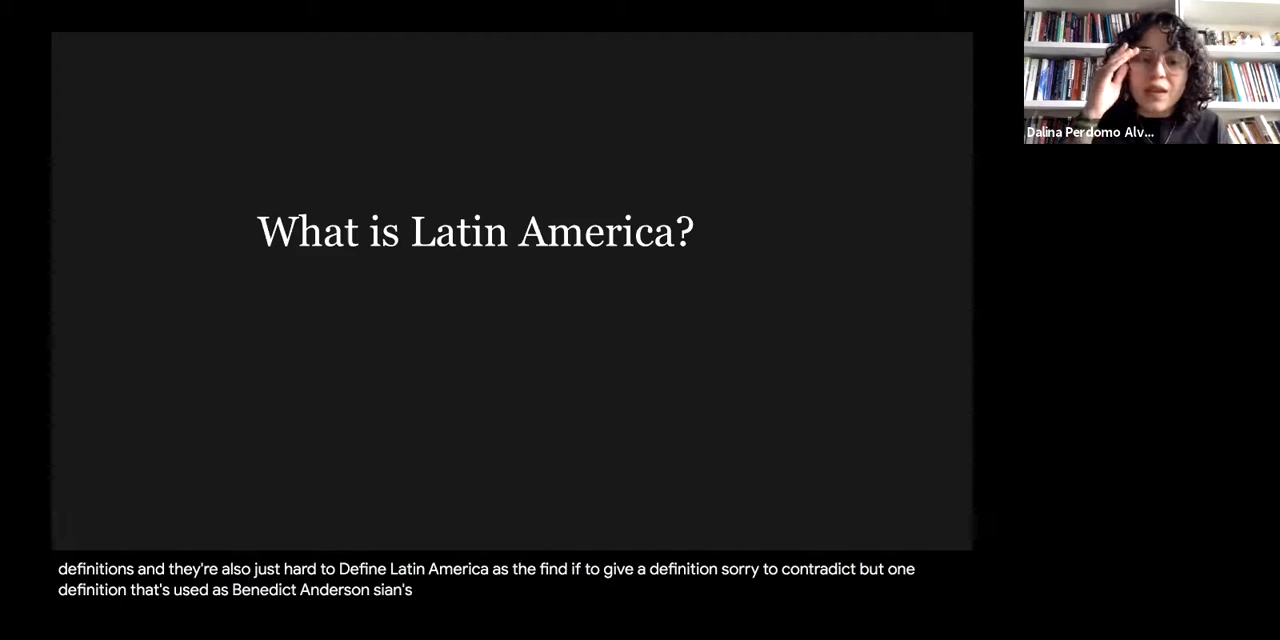 What is Latin America?
Dalina Perdomo Alv...
definitions and they're also just hard to Define Latin America as the find if to give a definition sorry to contradict but one
definition that's used as Benedict Anderson sian's